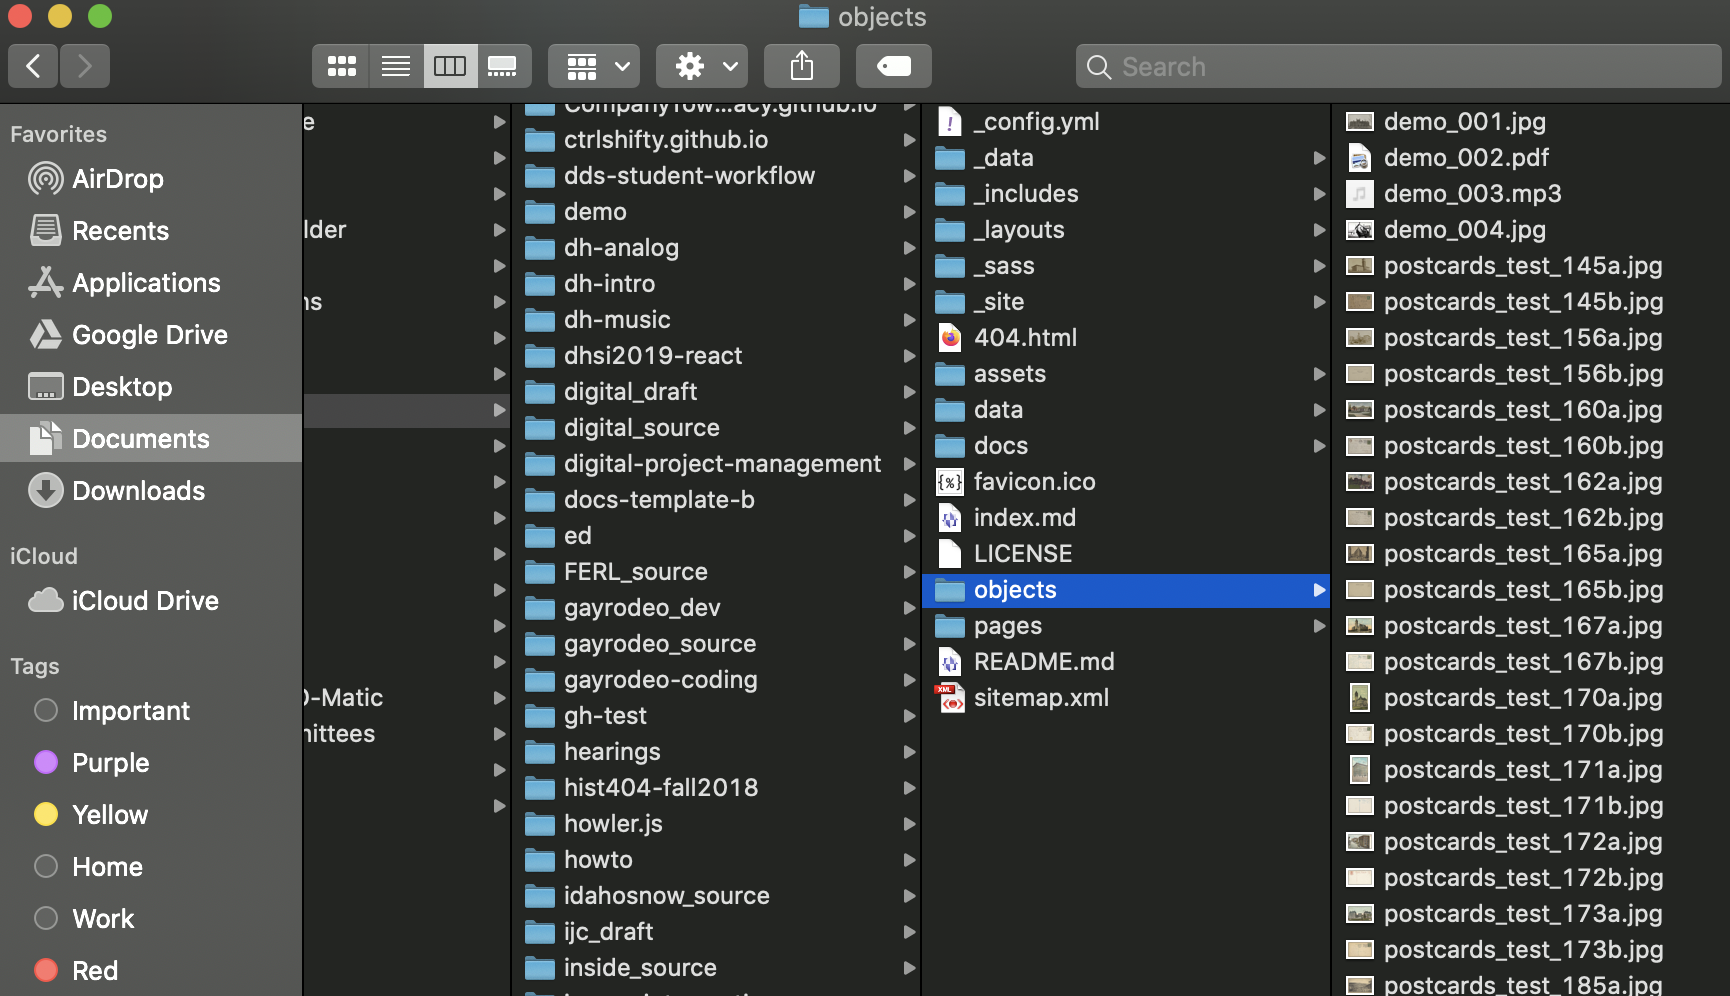 objects
Search
Favorites
AirDrop
Recents
Applications
Google Drive
Desktop
Documents
Downloads
iCloud
iCloud Drive
Tags
Important
Purple
Yellow
Home
Work
Red
e
lder
ns
O-Matic
mittees
CompanyTow...acy.github.io
ctrlshifty.github.io
dds-student-workflow
demo
dh-analog
dh-intro
dh-music
dhsi2019-react
digital_draft
digital_source
digital-project-management
docs-template-b
ed
FERL_source
gayrodeo_dev
gayrodeo_source
gayrodeo-coding
gh-test
hearings
hist404-fall2018
howler.js
howto
idahosnow_source
ijc_draft
inside_source
_config.yml
_data
_includes
_layouts
_sass
_site
404.html
assets
data
docs
favicon.ico
index.md
LICENSE
objects
pages
README.md
XML
sitemap.xml
demo_001.jpg
demo_002.pdf
demo_003.mp3
demo_004.jpg
postcards_test_145a.jpg
postcards_test_145b.jpg
postcards_test_156a.jpg
postcards_test_156b.jpg
postcards_test_160a.jpg
postcards_test_160b.jpg
postcards_test_162a.jpg
postcards_test_162b.jpg
postcards_test_165a.jpg
postcards_test_165b.jpg
postcards_test_167a.jpg
postcards_test_167b.jpg
postcards_test_170a.jpg
postcards_test_170b.jpg
postcards_test_171a.jpg
postcards_test_171b.jpg
postcards_test_172a.jpg
postcards_test_172b.jpg
postcards_test_173a.jpg
postcards_test_173b.jpg
postcards_test_185a.jpg